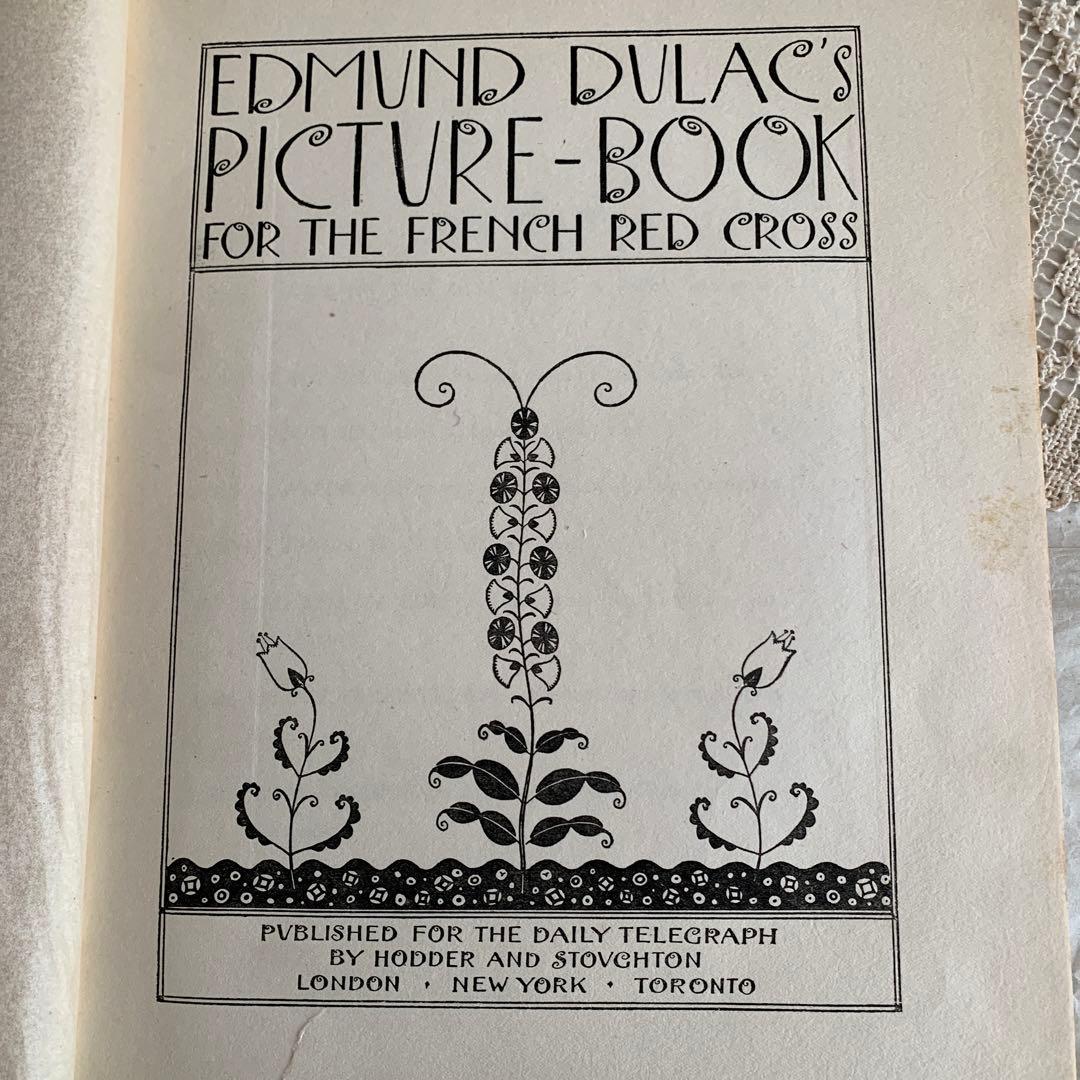 EDMUND DULAC'S
PICTURE-BOOK
FOR THE FRENCH RED CROSS
PVBLISHED FOR THE DAILY TELEGRAPH
BY HODDER AND STOVGHTON
LONDON · NEW YORK · TORONTO